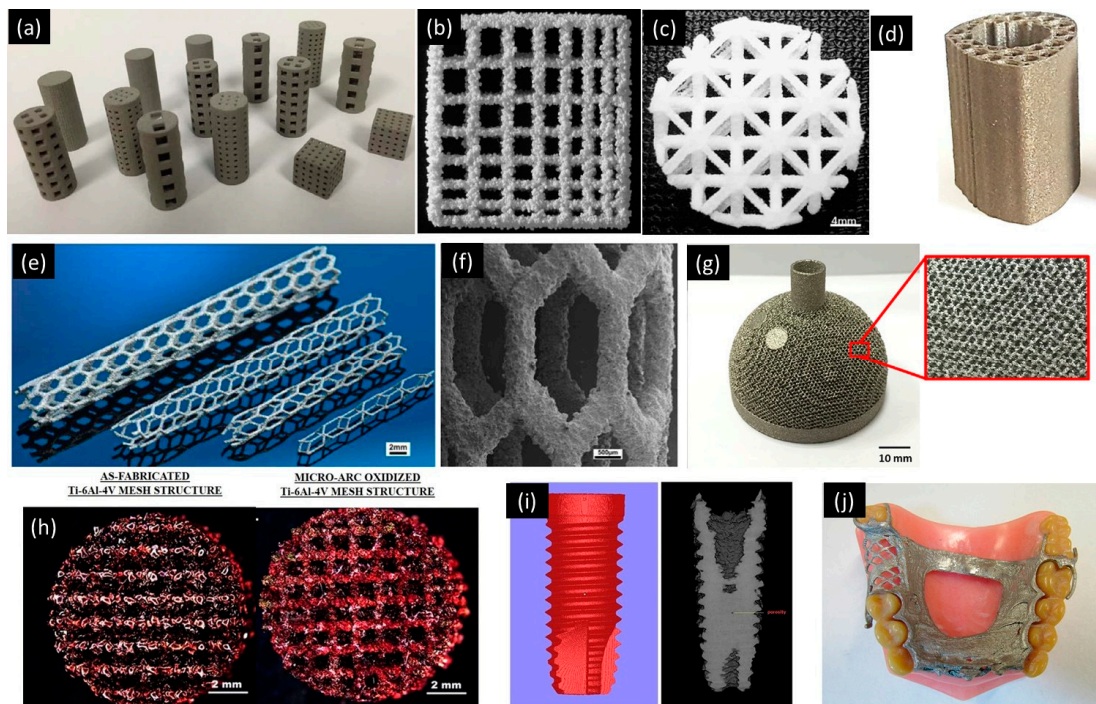 (a)
(b)
(c)
(d)
4mm
(e)
(f)
(g)
2mm
500µm
10 mm
AS-FABRICATED
Ti-6Al-4V MESH STRUCTURE
MICRO-ARC OXIDIZED
Ti-6Al-4V MESH STRUCTURE
(h)
(i)
(j)
porosity
2 mm
2 mm